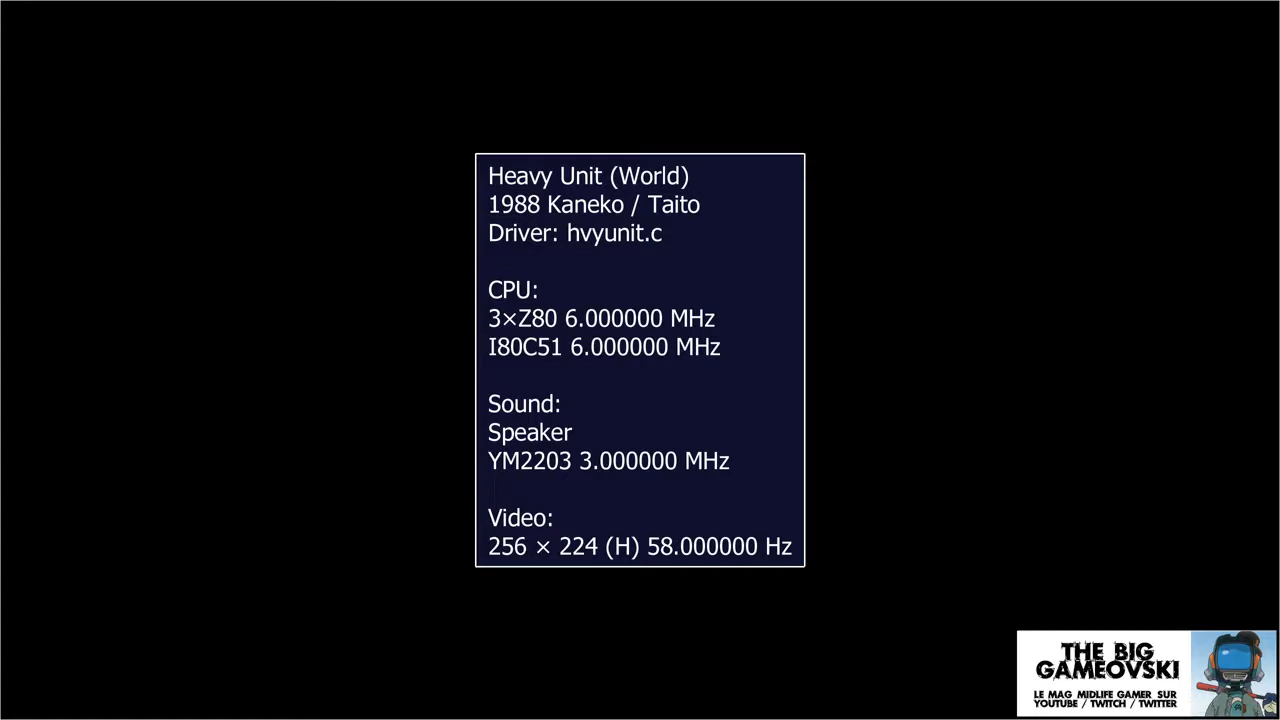 Heavy Unit (World)
1988 Kaneko / Taito
Driver: hvyunit.c
CPU:
3×Z80 6.000000 MHz
I80C51 6.000000 MHz
Sound:
Speaker
YM2203 3.000000 MHz
Video:
256 × 224 (H) 58.000000 Hz
THE BIG
GAMEOVSKI
LE MAG MIDLIFE GAMER SUR
YOUTUBE / TWITCH / TWITTER